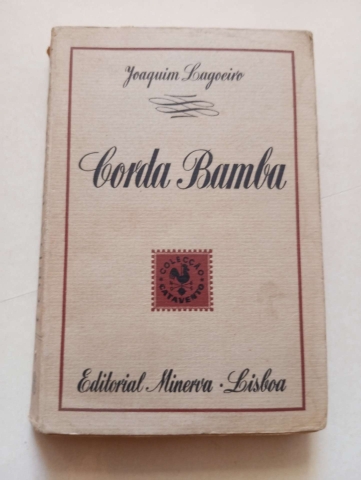 Joaquim Lagoeiro
Corda Bamba
COLECÇÃO
CATAVENTO
Editorial Minerva · Lisboa